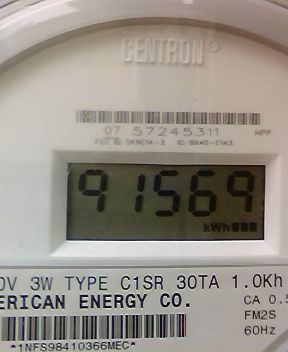 CENTRON®
07 57245311 HPP
91569
kWh
0V 3W TYPE C1SR 30TA 1.0Kh
ERICAN ENERGY CO. CA 0.5
FM2S
60Hz
*1NFS98410366MEC*